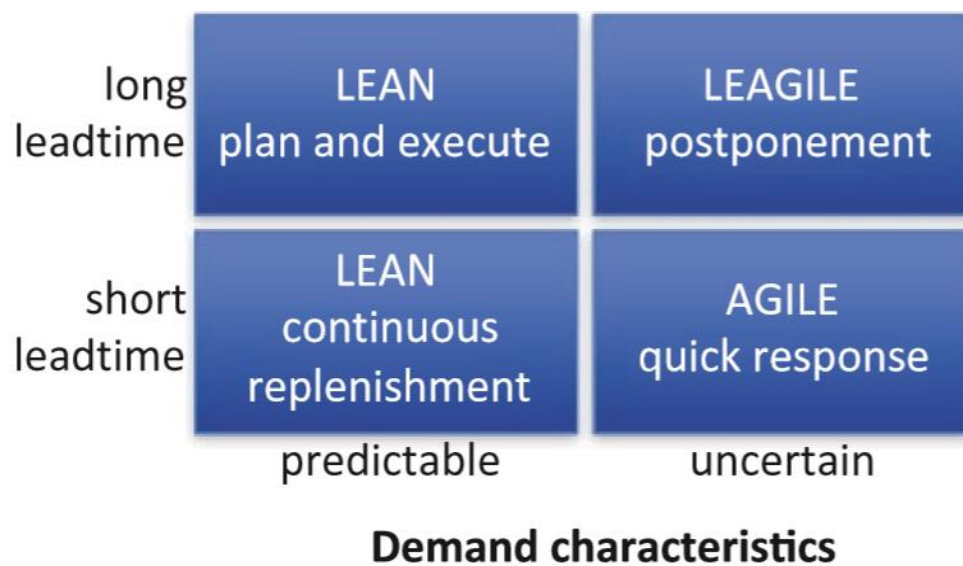 long
leadtime
LEAN
plan and execute
LEAGILE
postponement
short
leadtime
LEAN
continuous
replenishment
AGILE
quick response
predictable
uncertain
Demand characteristics